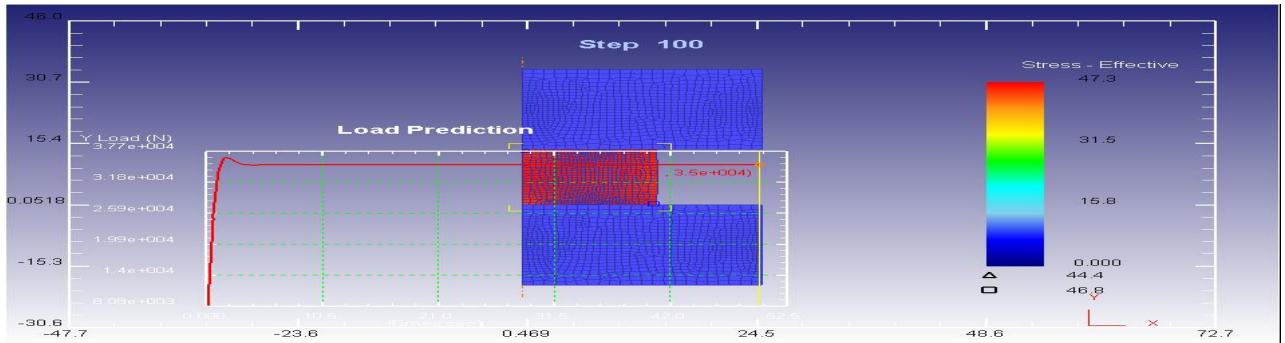 46.0
Step 100
Stress - Effective
30.7
47.3
Load Prediction
31.5
15.4
Y Load (N)
3.77e+004
3.18e+004
, 3.5e+004)
0.0518
2.59e+004
15.8
1.99e+004
-15.3
1.4e+004
0.000
44.4
8.08e+003
46.8
Y
0.000
10.5
21.0
31.5
42.0
52.5
X
-30.6
-47.7
-23.6
0.469
24.5
48.6
72.7